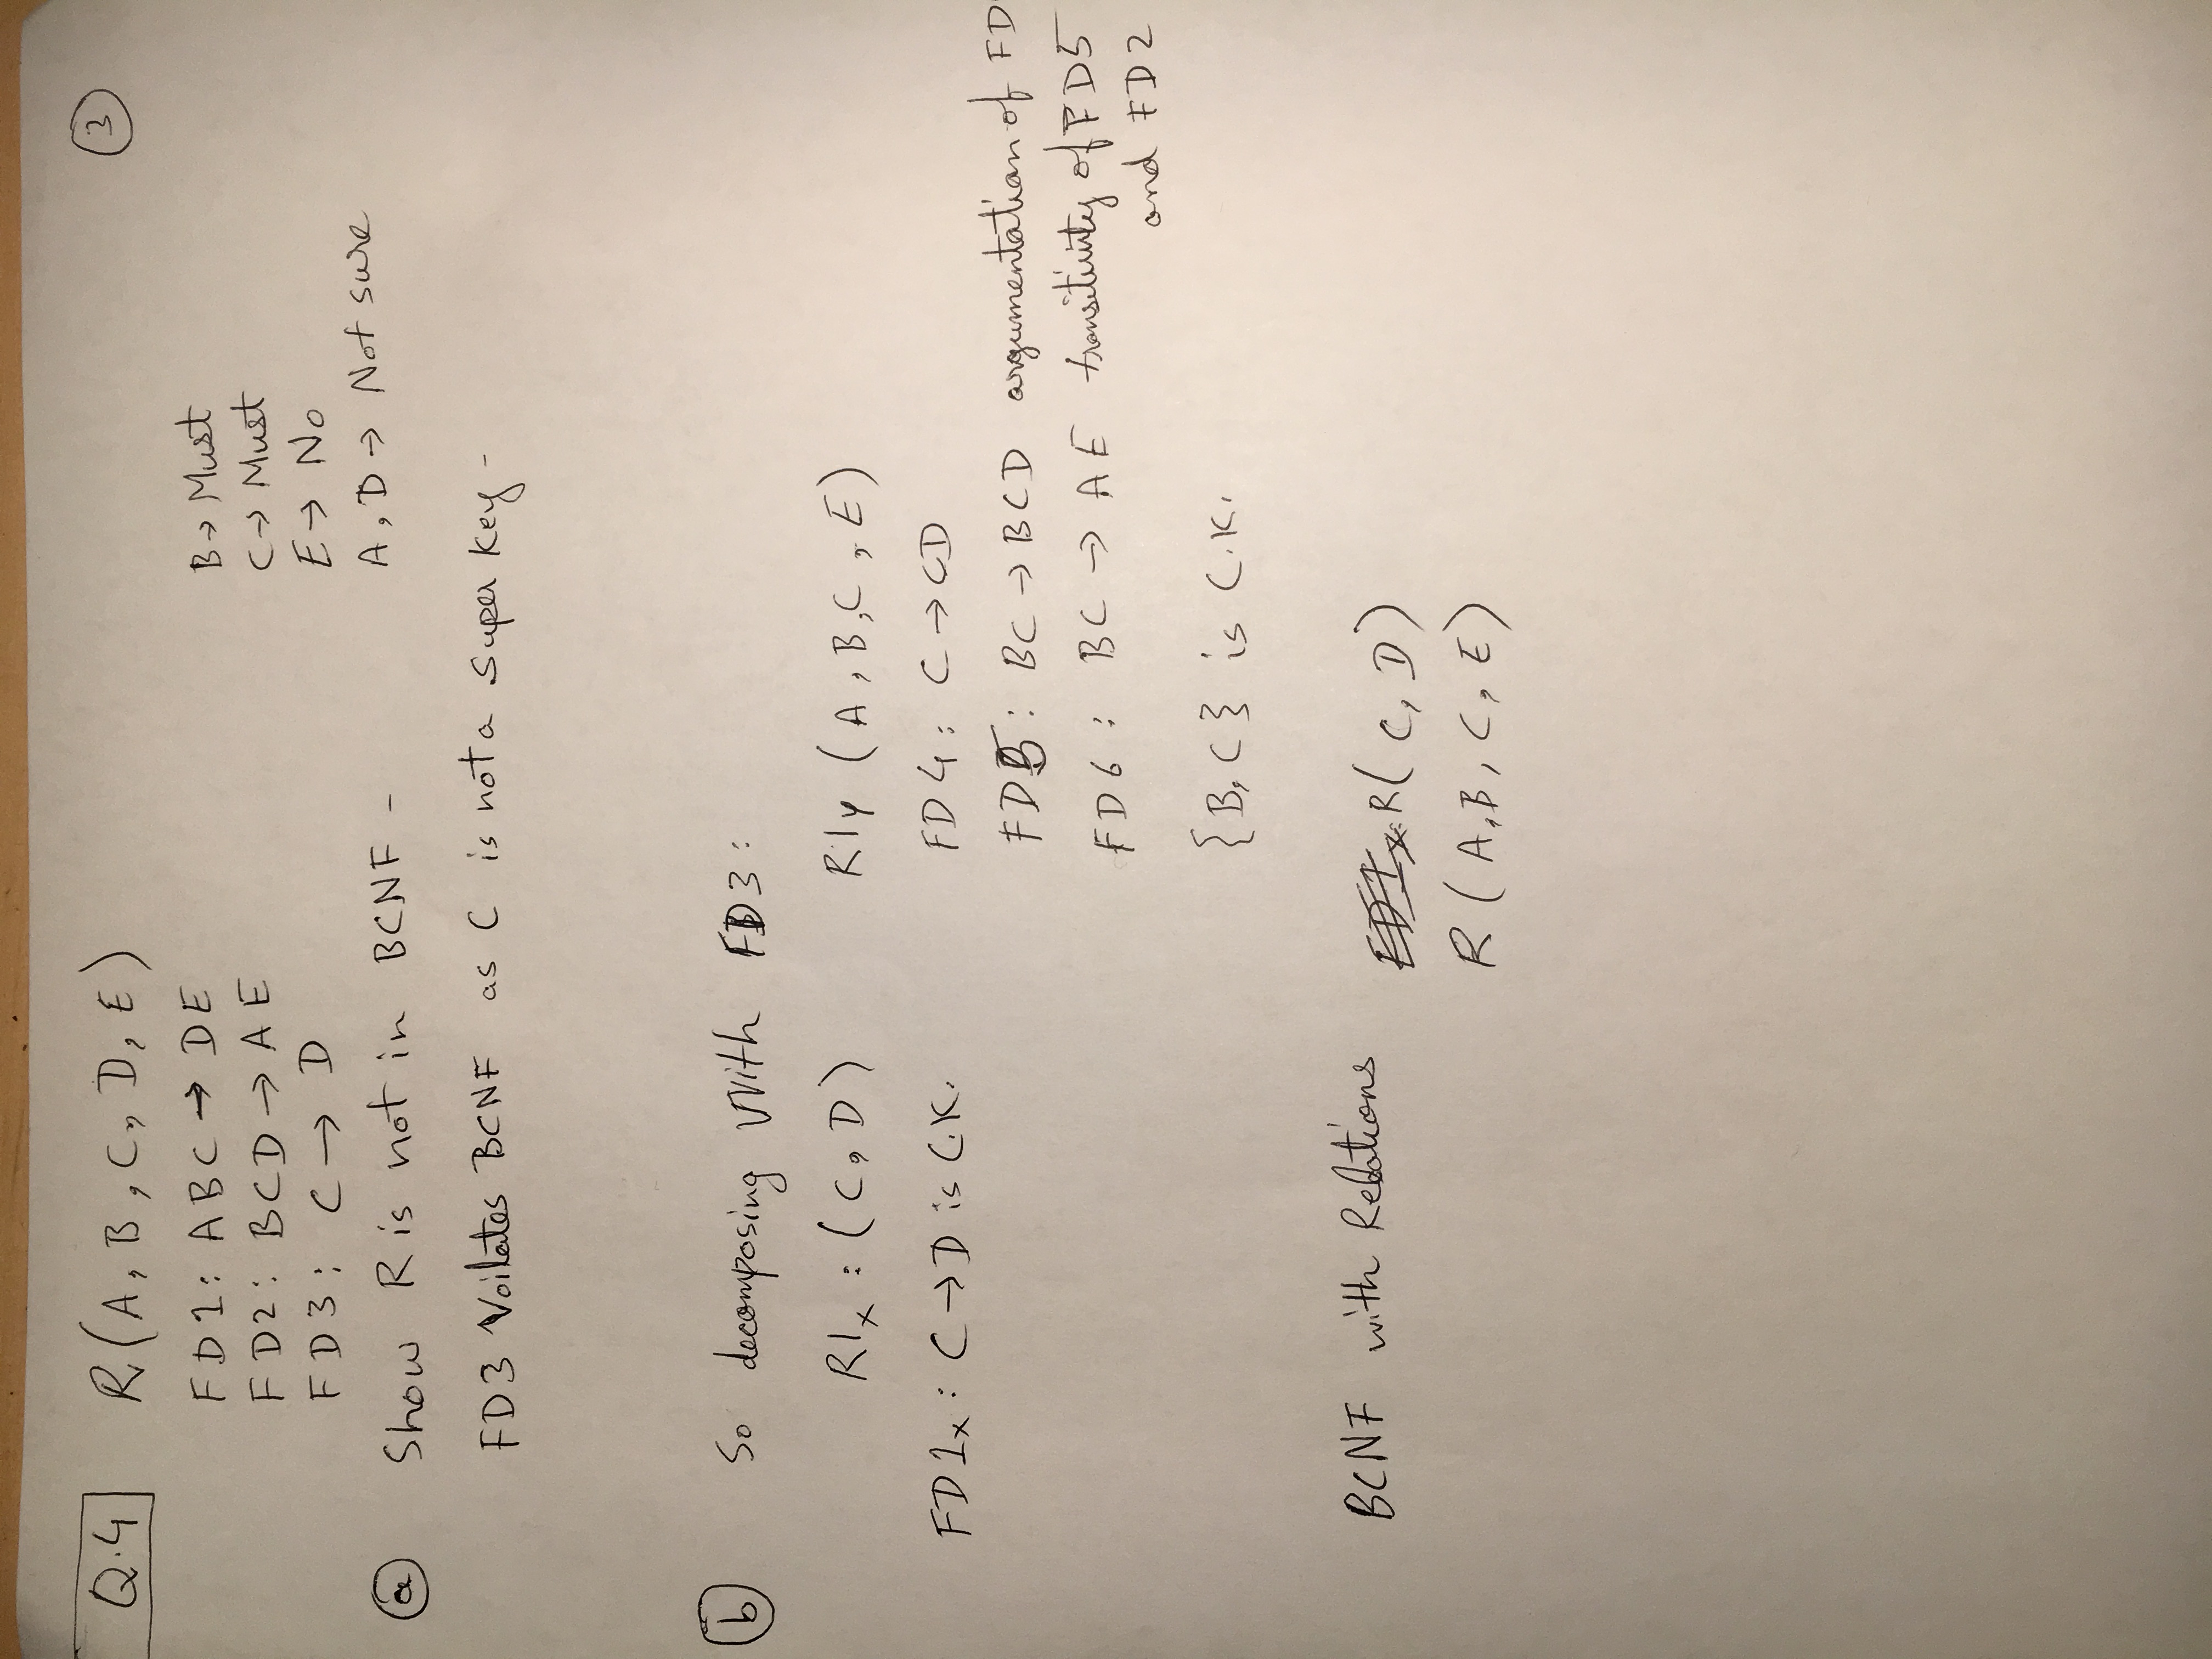 Q.4 R(A, B, C, D, E) 3
FD1: ABC → DE
B → Must
FD2: BCD → AE
C → Must
FD3: C → D
E → No
A, D → Not sure
a Show R is not in BCNF -
FD3 Voilates BCNF as C is not a Super Key -
b So decomposing With FD3:
R1x : (C, D) R1y (A, B, C, E)
FD1x : C → D is C.K. FD4: C → CD
FD5: BC → BCD argumentation of FD
FD6: BC → AE transitivity of FD5
and FD2
{B, C} is C.K.
BCNF with Relations R(C, D)
R(A, B, C, E)